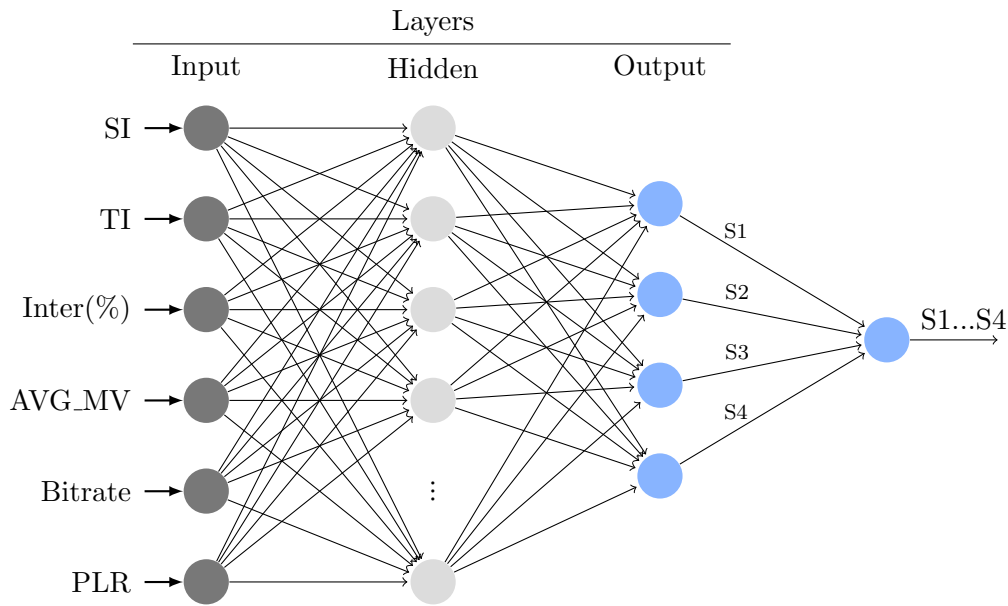 Layers
Input Hidden Output
SI
TI
Inter(%)
AVG_MV
Bitrate
PLR
⋮
S1
S2
S3
S4
S1...S4